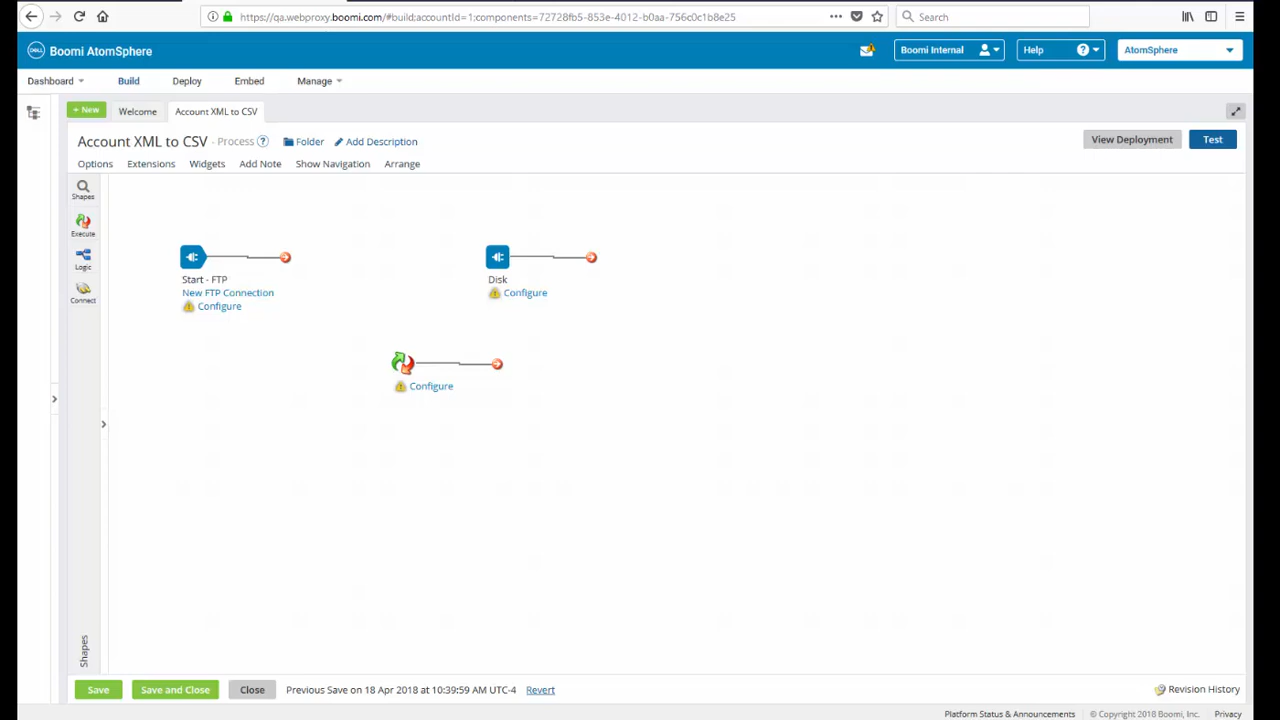 https://qa.webproxy.boomi.com/#build;accountId=1;components=72728fb5-853e-4012-b0aa-756c0c1b8e25
Search
DELL
Boomi AtomSphere
Boomi Internal
Help
AtomSphere
Dashboard
Build
Deploy
Embed
Manage
+ New
Welcome
Account XML to CSV
Account XML to CSV - Process
Folder
Add Description
View Deployment
Test
Options
Extensions
Widgets
Add Note
Show Navigation
Arrange
Shapes
Execute
Logic
Connect
Start - FTP
New FTP Connection
Configure
Disk
Configure
Configure
Shapes
Save
Save and Close
Close
Previous Save on 18 Apr 2018 at 10:39:59 AM UTC-4
Revert
Revision History
Platform Status & Announcements
© Copyright 2018 Boomi, Inc.
Privacy